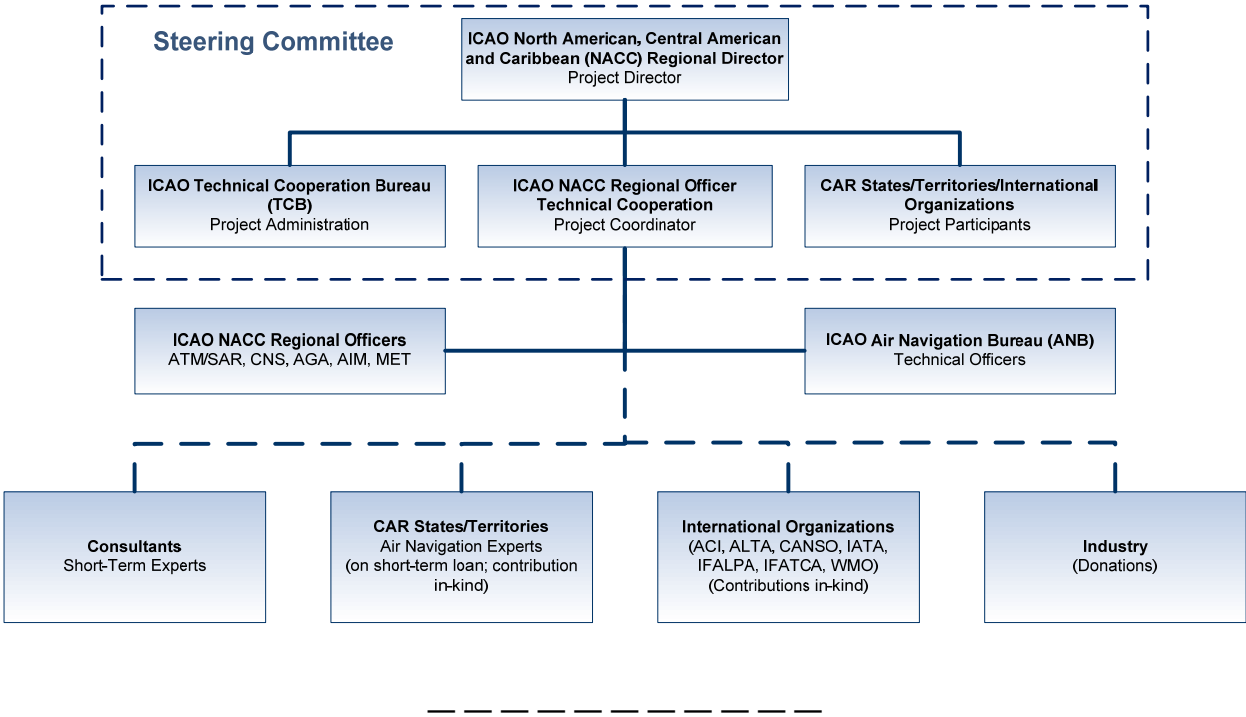 Steering Committee
ICAO North American, Central American
and Caribbean (NACC) Regional Director
Project Director
ICAO Technical Cooperation Bureau
(TCB)
Project Administration
ICAO NACC Regional Officer
Technical Cooperation
Project Coordinator
CAR States/Territories/International
Organizations
Project Participants
ICAO NACC Regional Officers
ATM/SAR, CNS, AGA, AIM, MET
ICAO Air Navigation Bureau (ANB)
Technical Officers
Consultants
Short-Term Experts
CAR States/Territories
Air Navigation Experts
(on short-term loan; contribution
in-kind)
International Organizations
(ACI, ALTA, CANSO, IATA,
IFALPA, IFATCA, WMO)
(Contributions in-kind)
Industry
(Donations)